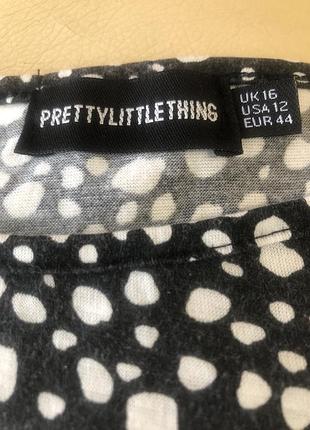 PRETTYLITTLETHING
UK 16
USA 12
EUR 44